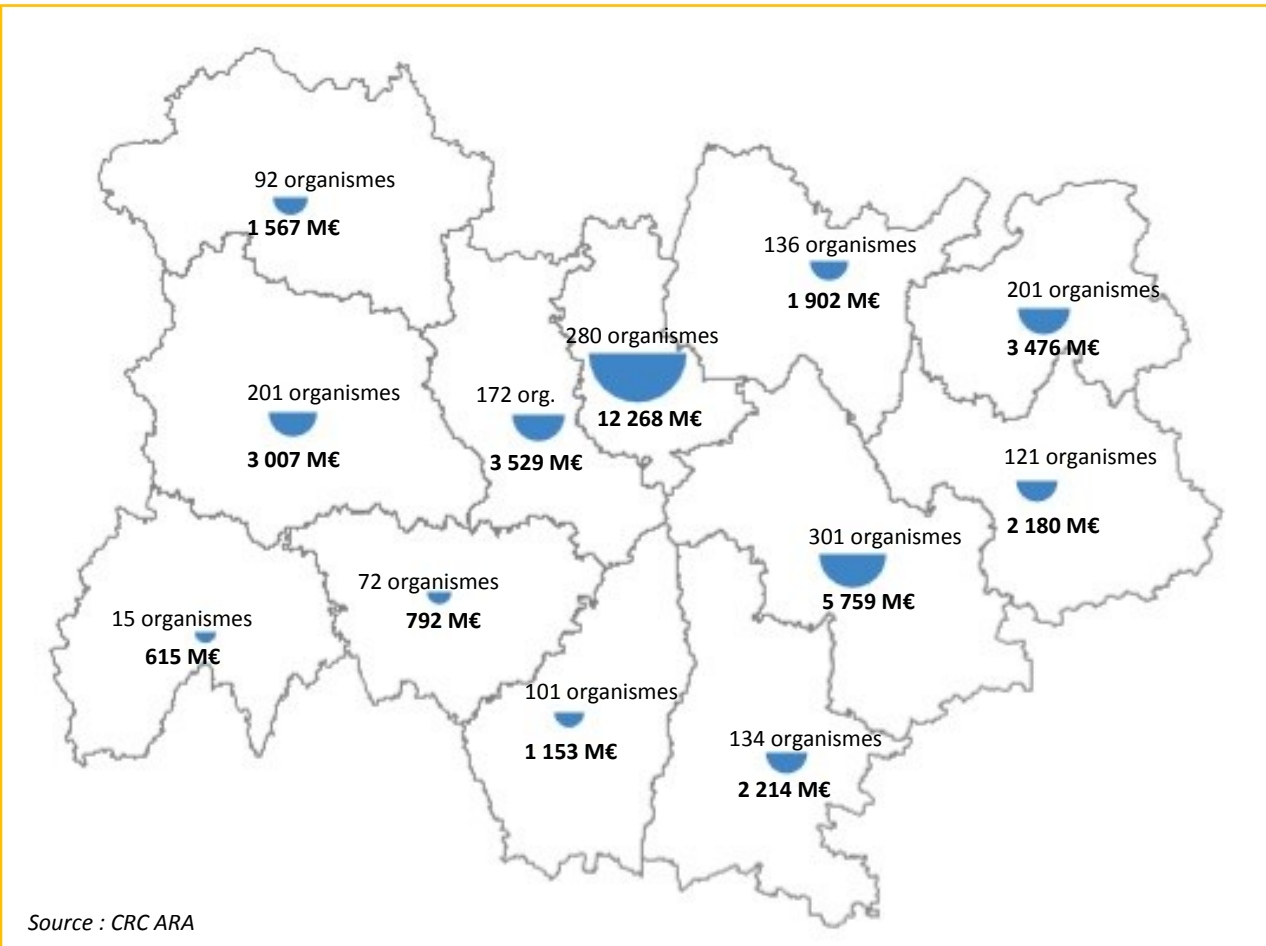 92 organismes
1 567 M€
136 organismes
1 902 M€
201 organismes
3 476 M€
280 organismes
12 268 M€
201 organismes
3 007 M€
172 org.
3 529 M€
121 organismes
2 180 M€
301 organismes
5 759 M€
72 organismes
792 M€
15 organismes
615 M€
101 organismes
1 153 M€
134 organismes
2 214 M€
Source : CRC ARA